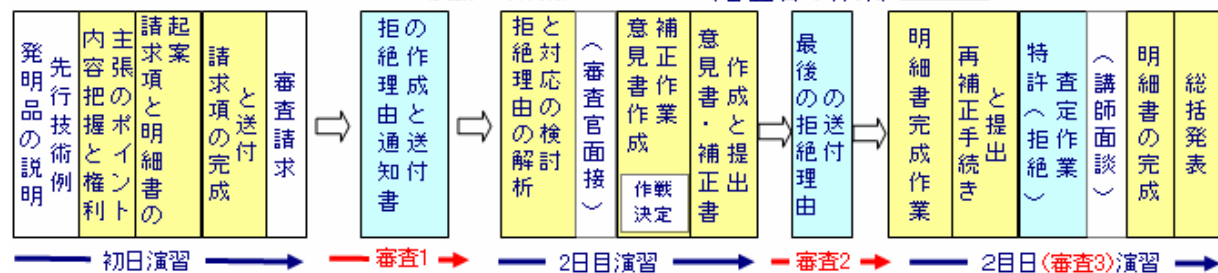 発明品の説明
先行技術例
内容把握と権利
主張のポイント
請求項と明細書の
起案
請求項の完成
と送付
審査請求
拒絶理由通知書
の作成と送付
拒絶理由の解析
と対応の検討
（審査官面接）
意見書作成
補正作業
作戦
決定
意見書・補正書
作成と提出
最後の拒絶理由
の送付
明細書完成作業
再補正手続き
と提出
特許（拒絶）
査定作業
（講師面談）
明細書の完成
総括発表
初日演習
審査1
2日目演習
審査2
2日日(審査3)演習